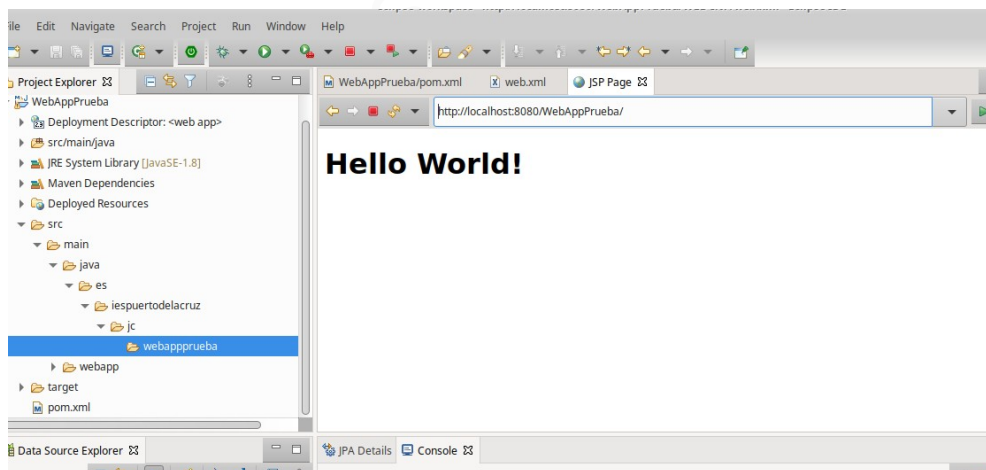 File Edit Navigate Search Project Run Window Help
Project Explorer
WebAppPrueba/pom.xml
web.xml
JSP Page
WebAppPrueba
http://localhost:8080/WebAppPrueba/
Deployment Descriptor: <web app>
src/main/java
JRE System Library [JavaSE-1.8]
Maven Dependencies
Deployed Resources
src
main
java
es
iespuertodelacruz
jc
webappprueba
webapp
target
pom.xml
Hello World!
Data Source Explorer
JPA Details
Console